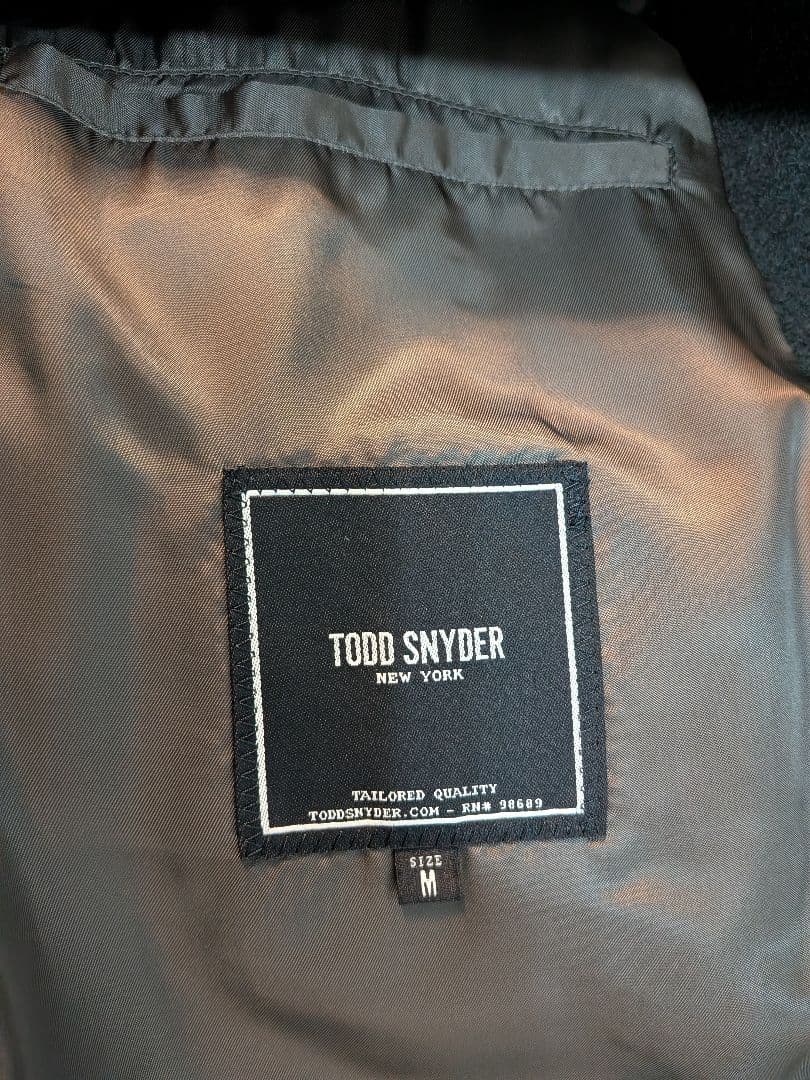 TODD SNYDER
NEW YORK
TAILORED QUALITY
TODDSNYDER.COM - RN# 98689
SIZE
M